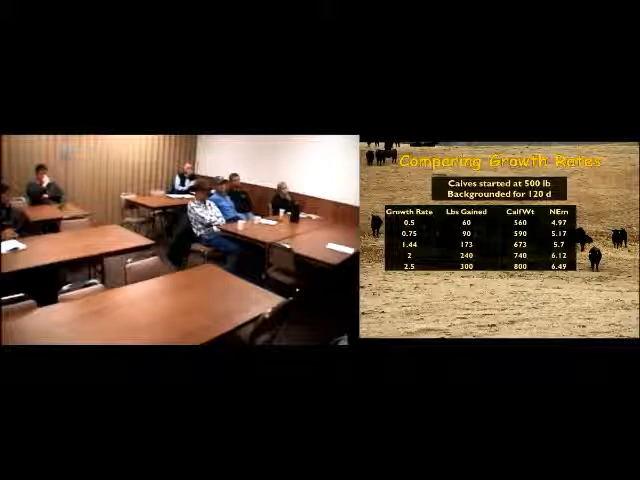 Comparing Growth Rates
Calves started at 500 lb
Backgrounded for 120 d
Growth Rate Lbs Gained CalfWt NEm
0.5 60 560 4.97
0.75 90 590 5.17
1.44 173 673 5.7
2 240 740 6.12
2.5 300 800 6.49